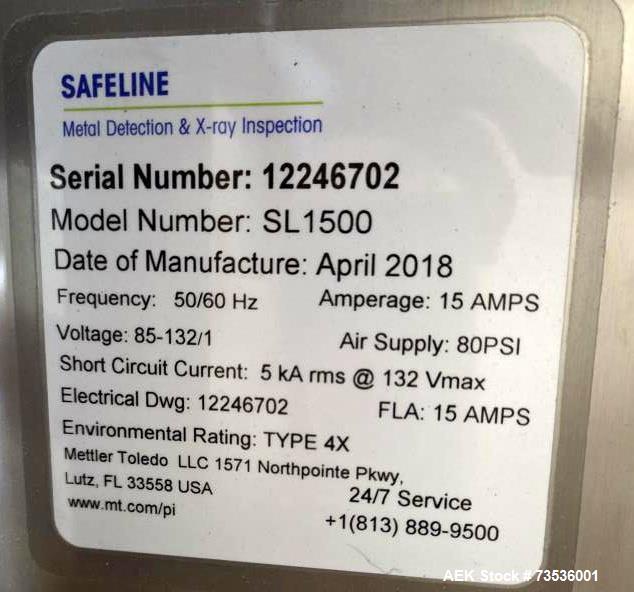 SAFELINE
Metal Detection & X-ray Inspection
Serial Number: 12246702
Model Number: SL1500
Date of Manufacture: April 2018
Frequency: 50/60 Hz Amperage: 15 AMPS
Voltage: 85-132/1 Air Supply: 80PSI
Short Circuit Current: 5 kA rms @ 132 Vmax
Electrical Dwg: 12246702 FLA: 15 AMPS
Environmental Rating: TYPE 4X
Mettler Toledo LLC 1571 Northpointe Pkwy,
Lutz, FL 33558 USA
24/7 Service
www.mt.com/pi
+1(813) 889-9500
AEK Stock # 73536001